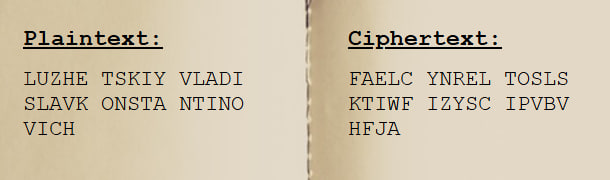 Plaintext:
LUZHE TSKIY VLADI
SLAVK ONSTA NTINO
VICH
Ciphertext:
FAELC YNREL TOSLS
KTIWF IZYSC IPVBV
HFJA